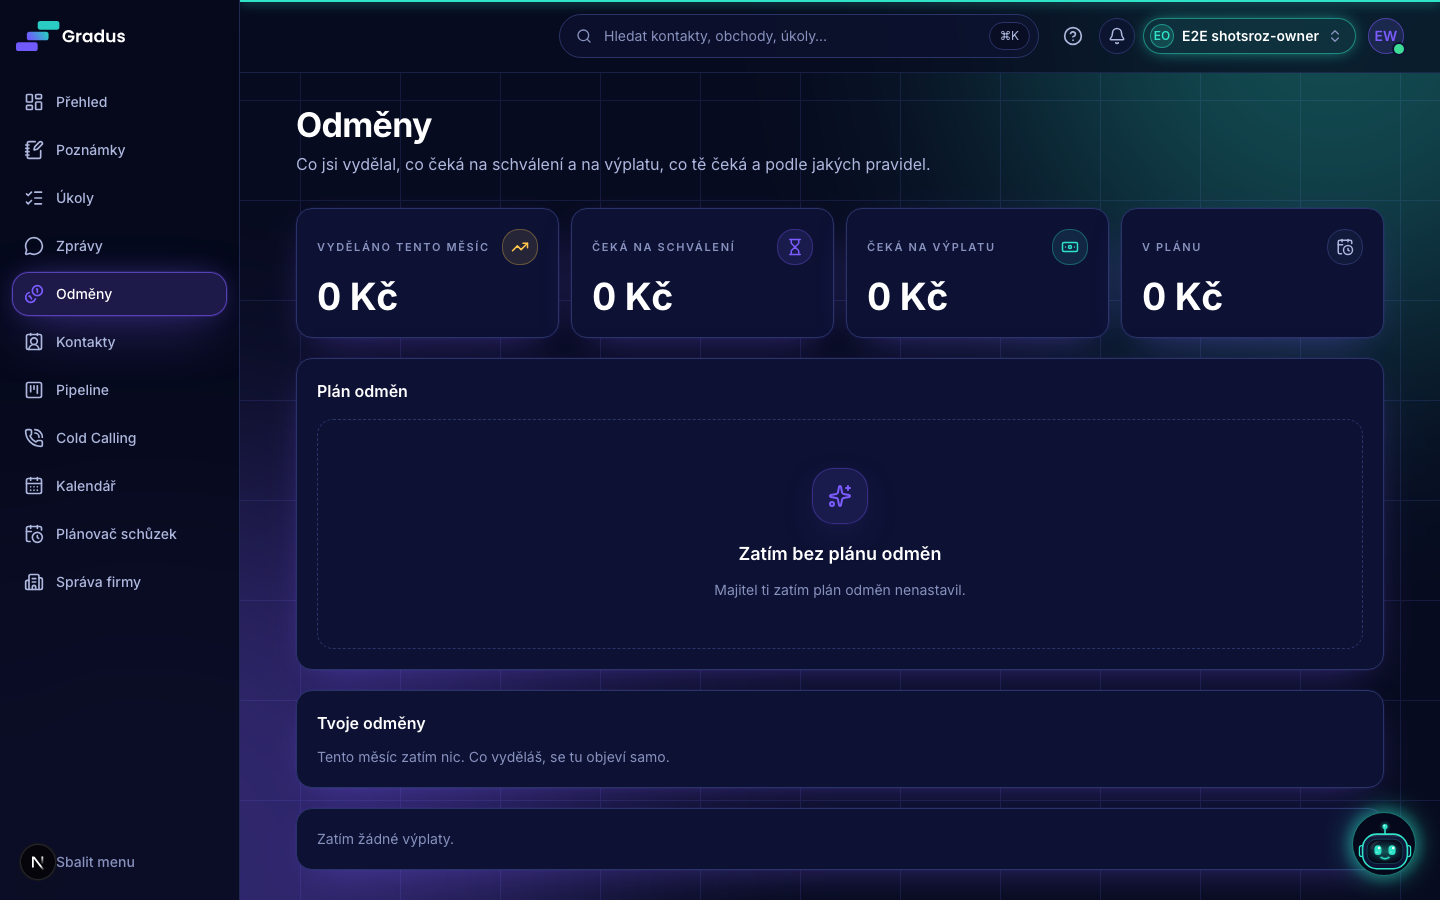 Gradus
Hledat kontakty, obchody, úkoly...
⌘K
EO
E2E shotsroz-owner
EW
Přehled
Poznámky
Úkoly
Zprávy
Odměny
Kontakty
Pipeline
Cold Calling
Kalendář
Plánovač schůzek
Správa firmy
N
Sbalit menu
Odměny
Co jsi vydělal, co čeká na schválení a na výplatu, co tě čeká a podle jakých pravidel.
VYDĚLÁNO TENTO MĚSÍC
0 Kč
ČEKÁ NA SCHVÁLENÍ
0 Kč
ČEKÁ NA VÝPLATU
0 Kč
V PLÁNU
0 Kč
Plán odměn
Zatím bez plánu odměn
Majitel ti zatím plán odměn nenastavil.
Tvoje odměny
Tento měsíc zatím nic. Co vyděláš, se tu objeví samo.
Zatím žádné výplaty.